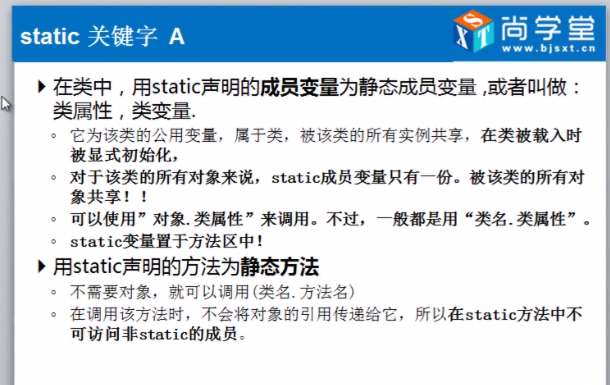 static 关键字 A
尚学堂
www.bjsxt.cn
SXT
在类中，用static声明的成员变量为静态成员变量 ,或者叫做：
类属性，类变量.
它为该类的公用变量，属于类，被该类的所有实例共享，在类被载入时
被显式初始化，
对于该类的所有对象来说，static成员变量只有一份。被该类的所有对
象共享！！
可以使用”对象.类属性”来调用。不过，一般都是用“类名.类属性”。
static变量置于方法区中！
用static声明的方法为静态方法
不需要对象，就可以调用(类名.方法名)
在调用该方法时，不会将对象的引用传递给它，所以在static方法中不
可访问非static的成员。